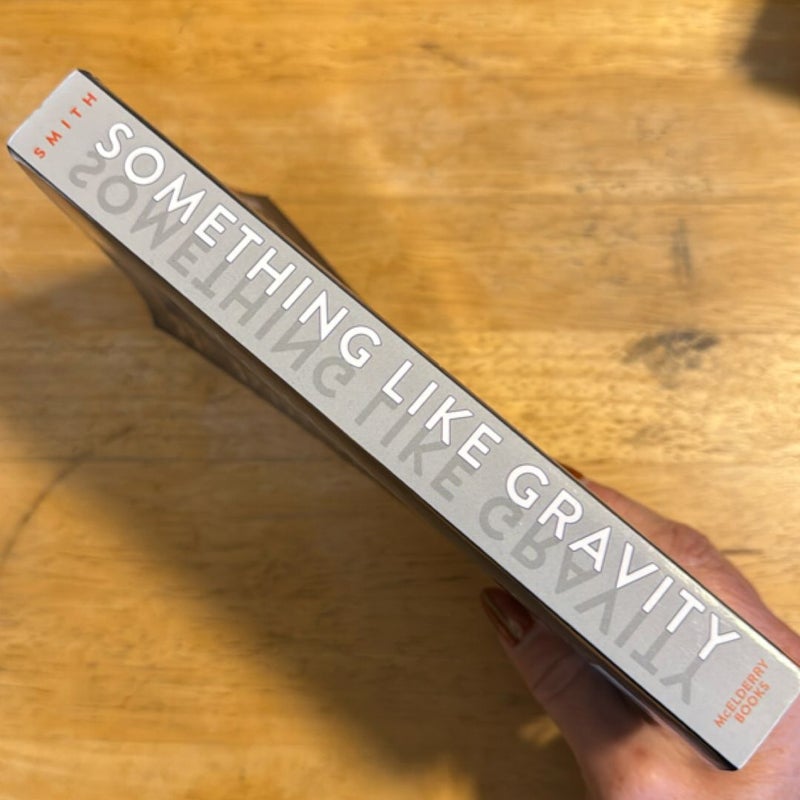 SMITH
SOMETHING LIKE GRAVITY
McELDERRY
BOOKS